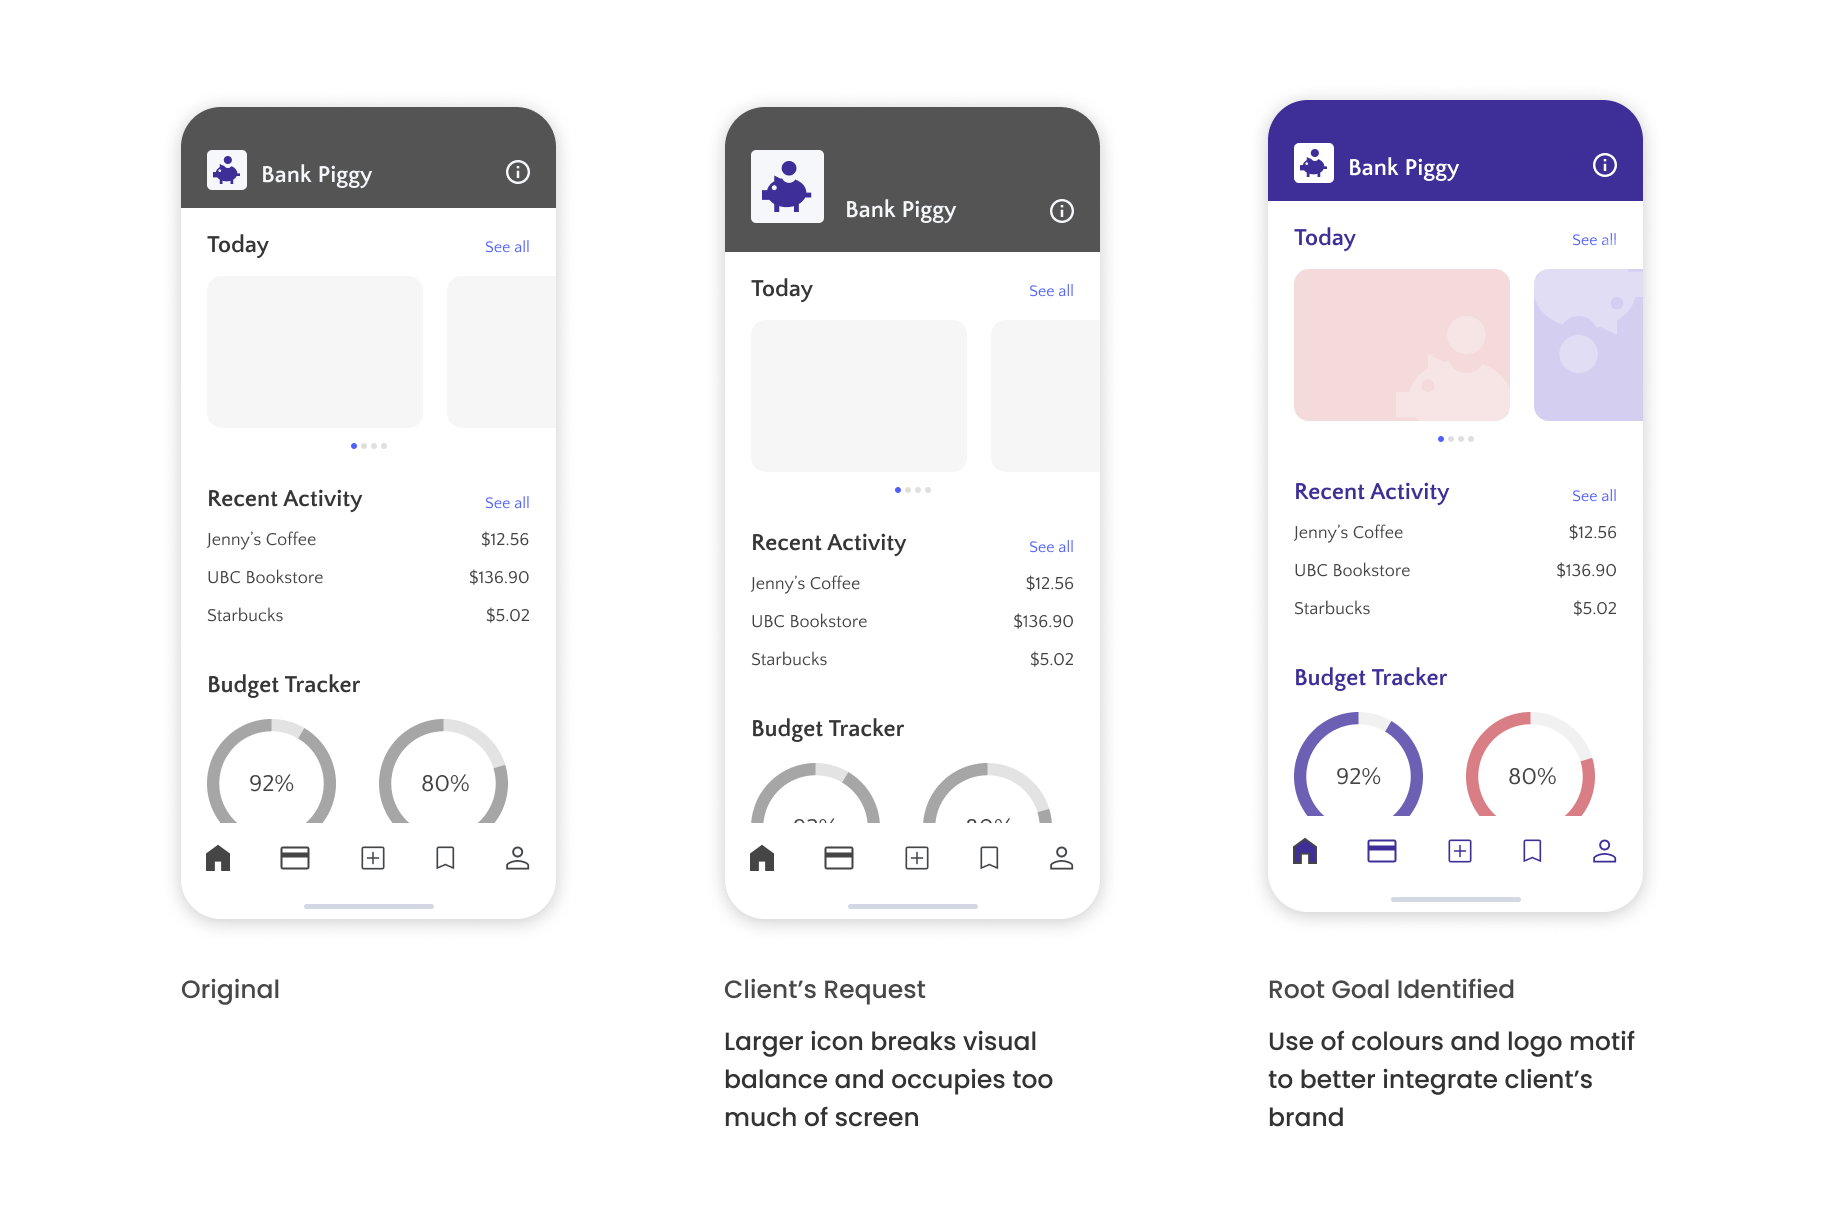 Bank Piggy
Today
See all
Recent Activity
See all
Jenny's Coffee
$12.56
UBC Bookstore
$136.90
Starbucks
$5.02
Budget Tracker
92%
80%
Original
Bank Piggy
Today
See all
Recent Activity
See all
Jenny's Coffee
$12.56
UBC Bookstore
$136.90
Starbucks
$5.02
Budget Tracker
Client's Request
Larger icon breaks visual
balance and occupies too
much of screen
Bank Piggy
Today
See all
Recent Activity
See all
Jenny's Coffee
$12.56
UBC Bookstore
$136.90
Starbucks
$5.02
Budget Tracker
92%
80%
Root Goal Identified
Use of colours and logo motif
to better integrate client's
brand